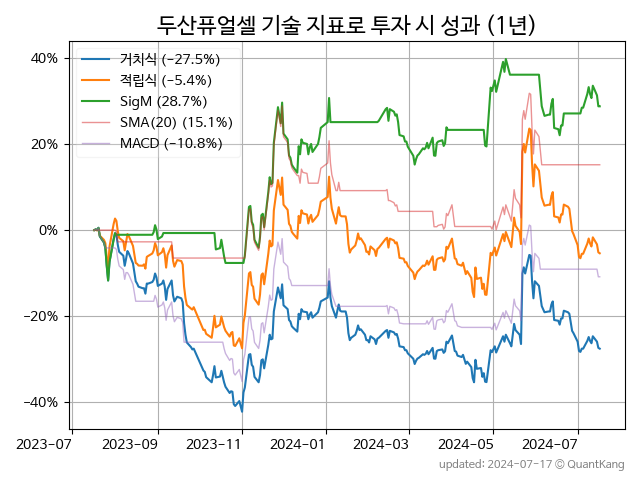 두산퓨얼셀 기술 지표로 투자 시 성과 (1년)
40%
20%
0%
−20%
−40%
거치식 (−27.5%)
적립식 (−5.4%)
SigM (28.7%)
SMA(20) (15.1%)
MACD (−10.8%)
2023-07 2023-09 2023-11 2024-01 2024-03 2024-05 2024-07
updated: 2024-07-17 © QuantKang